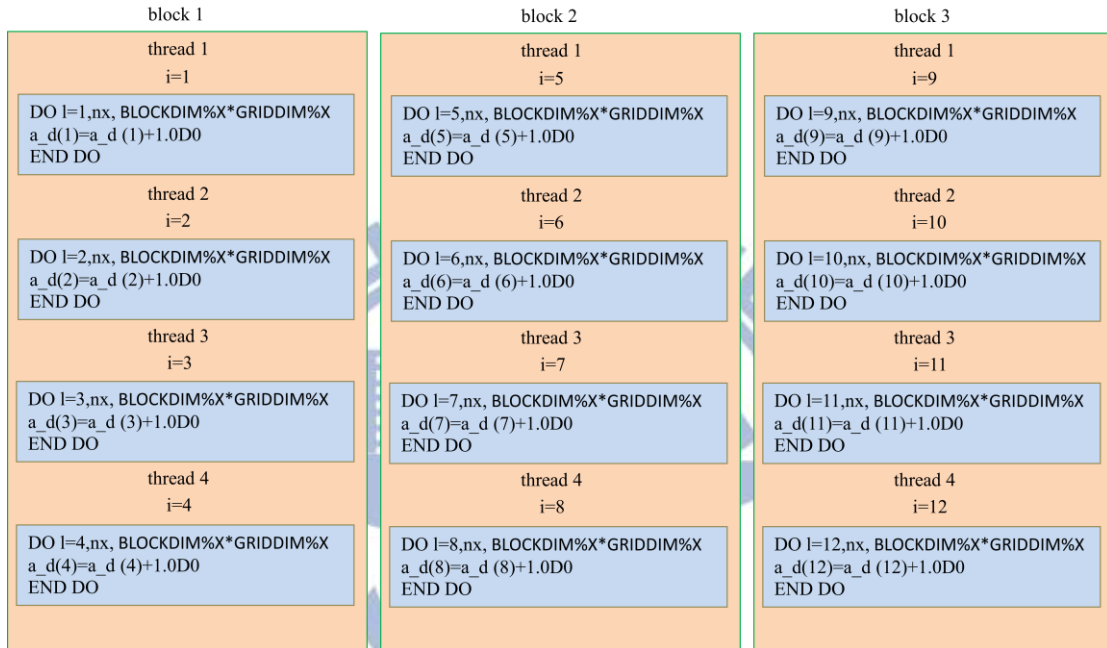 block 1
thread 1
i=1
DO l=1,nx, BLOCKDIM%X*GRIDDIM%X
a_d(1)=a_d (1)+1.0D0
END DO
thread 2
i=2
DO l=2,nx, BLOCKDIM%X*GRIDDIM%X
a_d(2)=a_d (2)+1.0D0
END DO
thread 3
i=3
DO l=3,nx, BLOCKDIM%X*GRIDDIM%X
a_d(3)=a_d (3)+1.0D0
END DO
thread 4
i=4
DO l=4,nx, BLOCKDIM%X*GRIDDIM%X
a_d(4)=a_d (4)+1.0D0
END DO
block 2
thread 1
i=5
DO l=5,nx, BLOCKDIM%X*GRIDDIM%X
a_d(5)=a_d (5)+1.0D0
END DO
thread 2
i=6
DO l=6,nx, BLOCKDIM%X*GRIDDIM%X
a_d(6)=a_d (6)+1.0D0
END DO
thread 3
i=7
DO l=7,nx, BLOCKDIM%X*GRIDDIM%X
a_d(7)=a_d (7)+1.0D0
END DO
thread 4
i=8
DO l=8,nx, BLOCKDIM%X*GRIDDIM%X
a_d(8)=a_d (8)+1.0D0
END DO
block 3
thread 1
i=9
DO l=9,nx, BLOCKDIM%X*GRIDDIM%X
a_d(9)=a_d (9)+1.0D0
END DO
thread 2
i=10
DO l=10,nx, BLOCKDIM%X*GRIDDIM%X
a_d(10)=a_d (10)+1.0D0
END DO
thread 3
i=11
DO l=11,nx, BLOCKDIM%X*GRIDDIM%X
a_d(11)=a_d (11)+1.0D0
END DO
thread 4
i=12
DO l=12,nx, BLOCKDIM%X*GRIDDIM%X
a_d(12)=a_d (12)+1.0D0
END DO